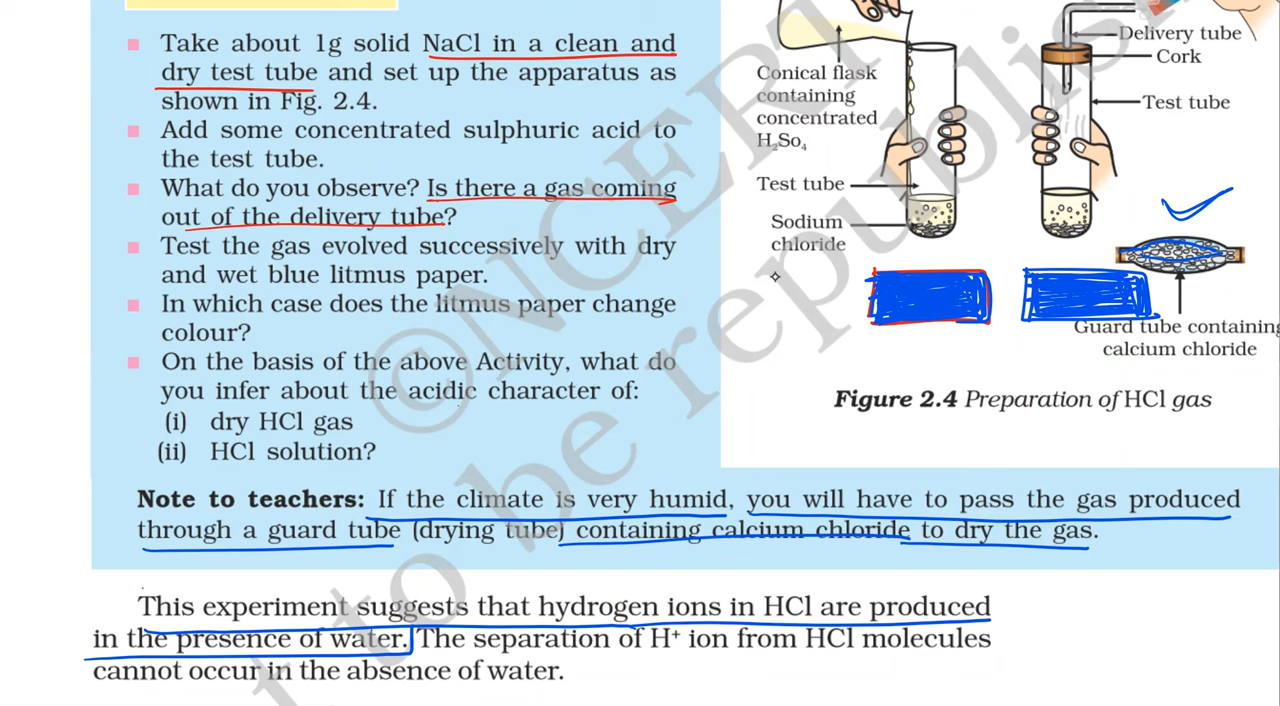 Take about 1g solid NaCl in a clean and
dry test tube and set up the apparatus as
shown in Fig. 2.4.
Add some concentrated sulphuric acid to
the test tube.
What do you observe? Is there a gas coming
out of the delivery tube?
Test the gas evolved successively with dry
and wet blue litmus paper.
In which case does the litmus paper change
colour?
On the basis of the above Activity, what do
you infer about the acidic character of:
(i) dry HCl gas
(ii) HCl solution?
Conical flask
containing
concentrated
H₂So₄
Test tube
Sodium
chloride
Delivery tube
Cork
Test tube
Guard tube containing
calcium chloride
Figure 2.4 Preparation of HCl gas
Note to teachers: If the climate is very humid, you will have to pass the gas produced
through a guard tube (drying tube) containing calcium chloride to dry the gas.
This experiment suggests that hydrogen ions in HCl are produced
in the presence of water. The separation of H⁺ ion from HCl molecules
cannot occur in the absence of water.
©NCERT
to be republis